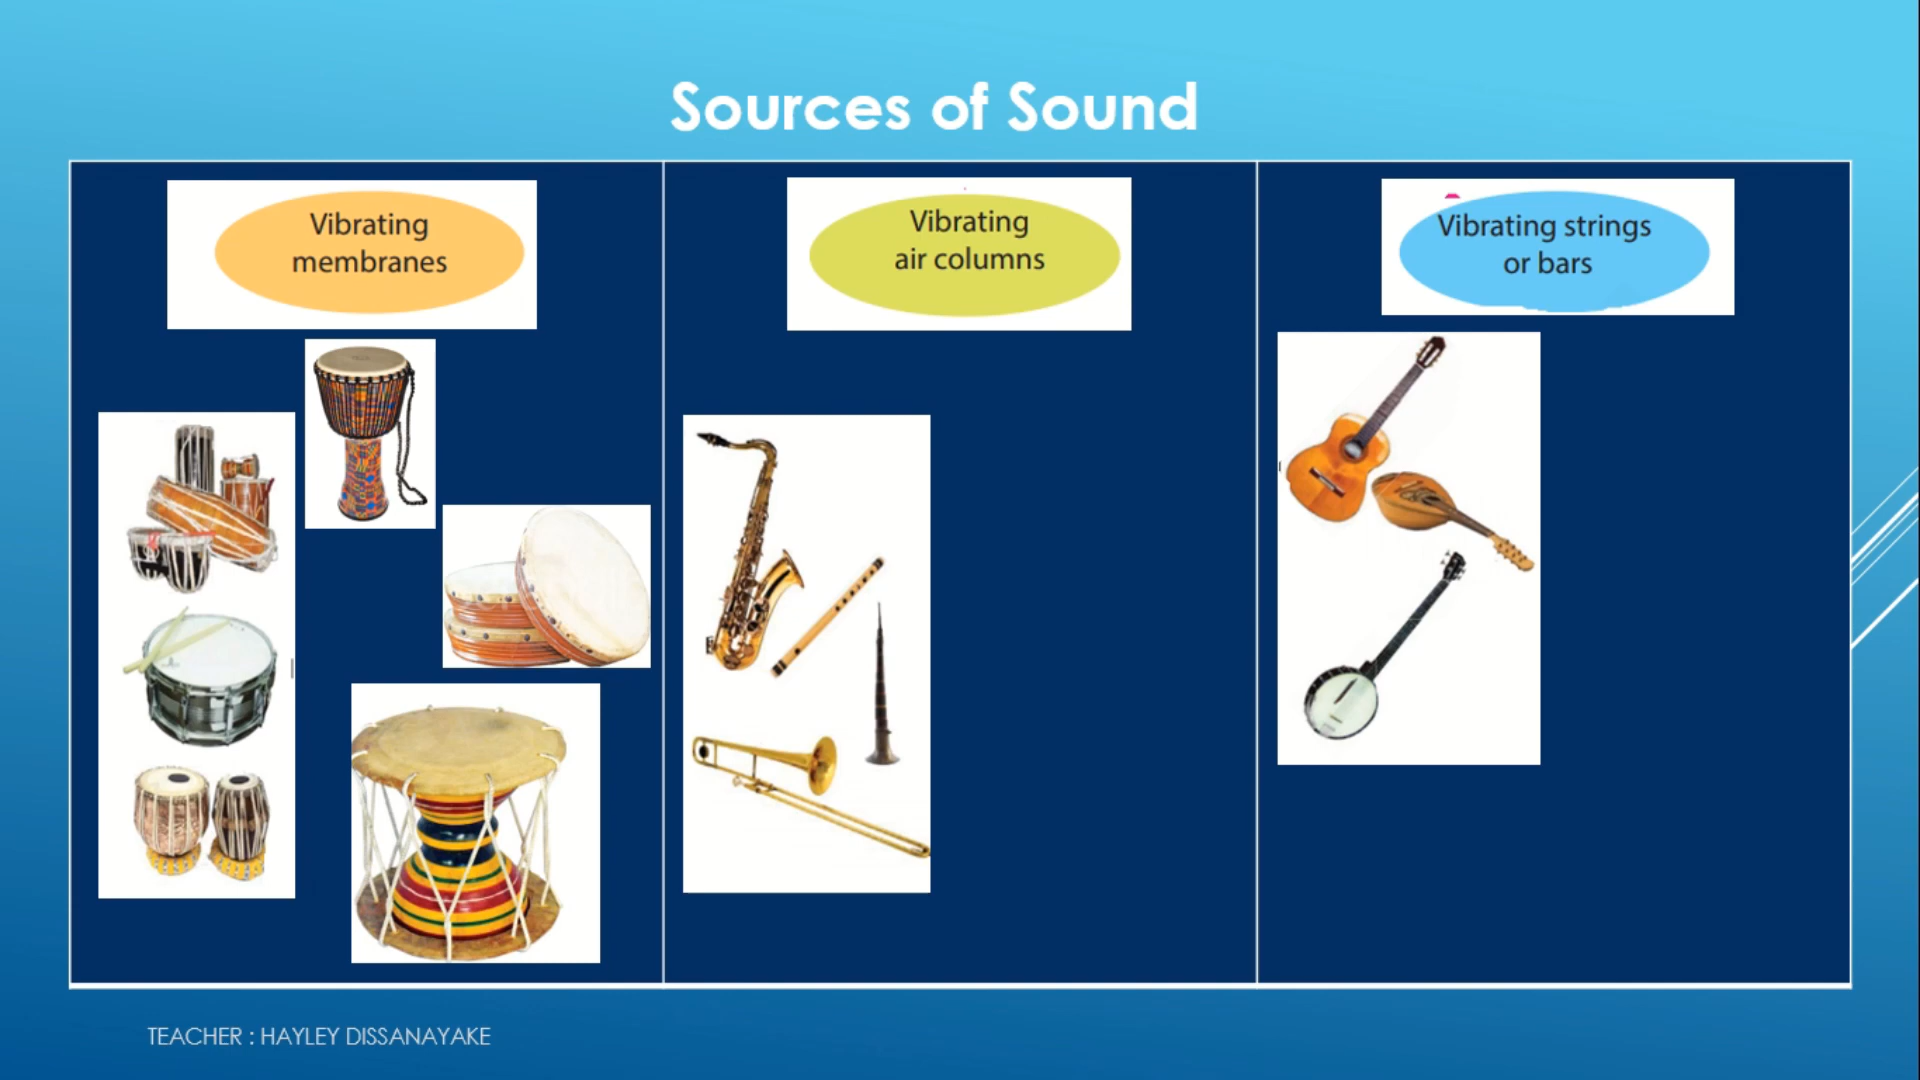 Sources of Sound
Vibrating
membranes
Vibrating
air columns
Vibrating strings
or bars
TEACHER : HAYLEY DISSANAYAKE